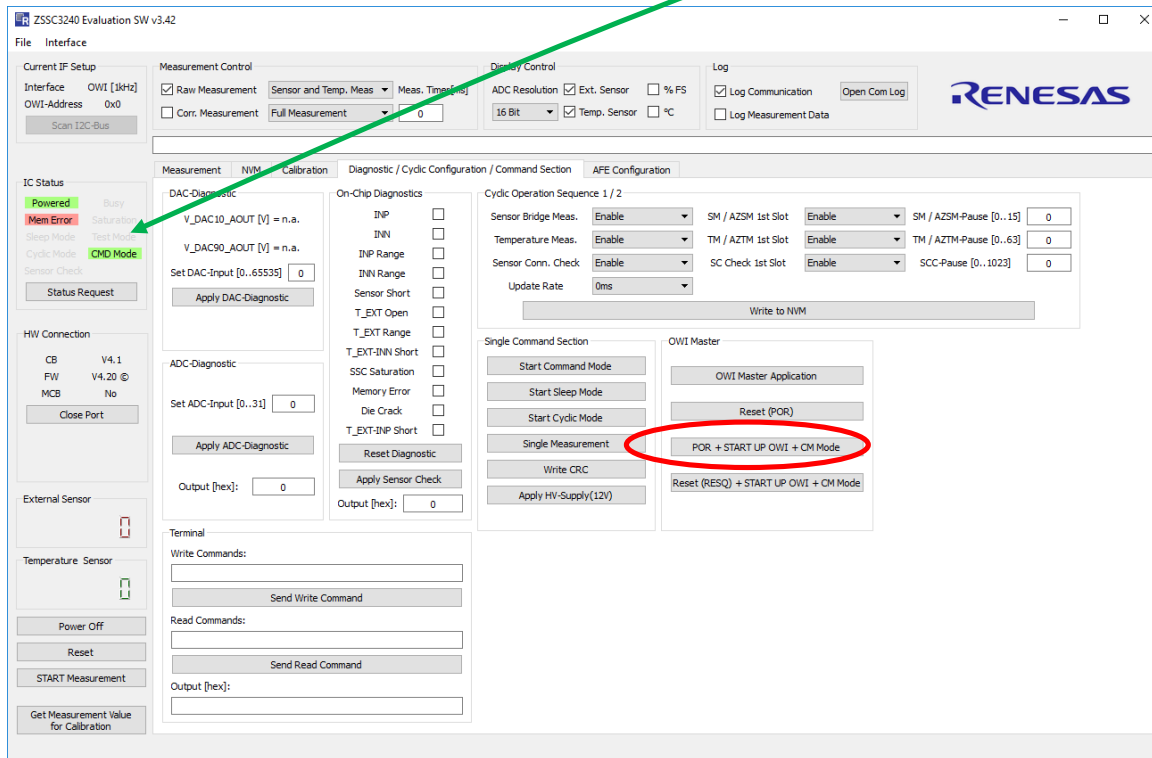 ZSSC3240 Evaluation SW v3.42
File Interface
Current IF Setup
Interface OWI [1kHz]
OWI-Address 0x0
Scan I2C-Bus
Measurement Control
Raw Measurement Sensor and Temp. Meas Meas. Times[ms]
Corr. Measurement Full Measurement 0
Display Control
ADC Resolution Ext. Sensor % FS
16 Bit Temp. Sensor °C
Log
Log Communication Open Com Log
Log Measurement Data
RENESAS
IC Status
Powered Busy
Mem Error Saturation
Sleep Mode Test Mode
Cyclic Mode CMD Mode
Sensor Check
Status Request
HW Connection
CB V4.1
FW V4.20 ©
MCB No
Close Port
External Sensor
0
Temperature Sensor
0
Power Off
Reset
START Measurement
Get Measurement Value
for Calibration
Measurement NVM Calibration Diagnostic / Cyclic Configuration / Command Section AFE Configuration
DAC-Diagnostic
V_DAC10_AOUT [V] = n.a.
V_DAC90_AOUT [V] = n.a.
Set DAC-Input [0..65535] 0
Apply DAC-Diagnostic
ADC-Diagnostic
Set ADC-Input [0..31] 0
Apply ADC-Diagnostic
Output [hex]: 0
On-Chip Diagnostics
INP
INN
INP Range
INN Range
Sensor Short
T_EXT Open
T_EXT Range
T_EXT-INN Short
SSC Saturation
Memory Error
Die Crack
T_EXT-INP Short
Reset Diagnostic
Apply Sensor Check
Output [hex]: 0
Cyclic Operation Sequence 1 / 2
Sensor Bridge Meas. Enable SM / AZSM 1st Slot Enable SM / AZSM-Pause [0..15] 0
Temperature Meas. Enable TM / AZTM 1st Slot Enable TM / AZTM-Pause [0..63] 0
Sensor Conn. Check Enable SC Check 1st Slot Enable SCC-Pause [0..1023] 0
Update Rate 0ms
Write to NVM
Single Command Section
Start Command Mode
Start Sleep Mode
Start Cyclic Mode
Single Measurement
Write CRC
Apply HV-Supply(12V)
OWI Master
OWI Master Application
Reset (POR)
POR + START UP OWI + CM Mode
Reset (RESQ) + START UP OWI + CM Mode
Terminal
Write Commands:
Send Write Command
Read Commands:
Send Read Command
Output [hex]: